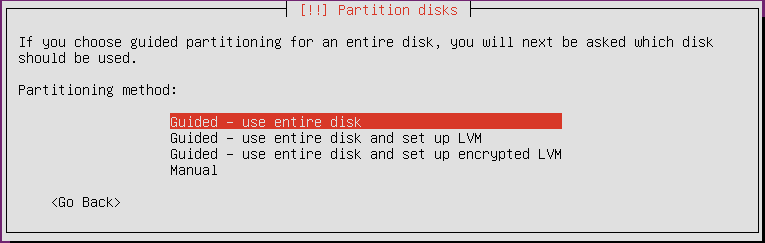 [!!] Partition disks
If you choose guided partitioning for an entire disk, you will next be asked which disk
should be used.
Partitioning method:
Guided – use entire disk
Guided – use entire disk and set up LVM
Guided – use entire disk and set up encrypted LVM
Manual
<Go Back>